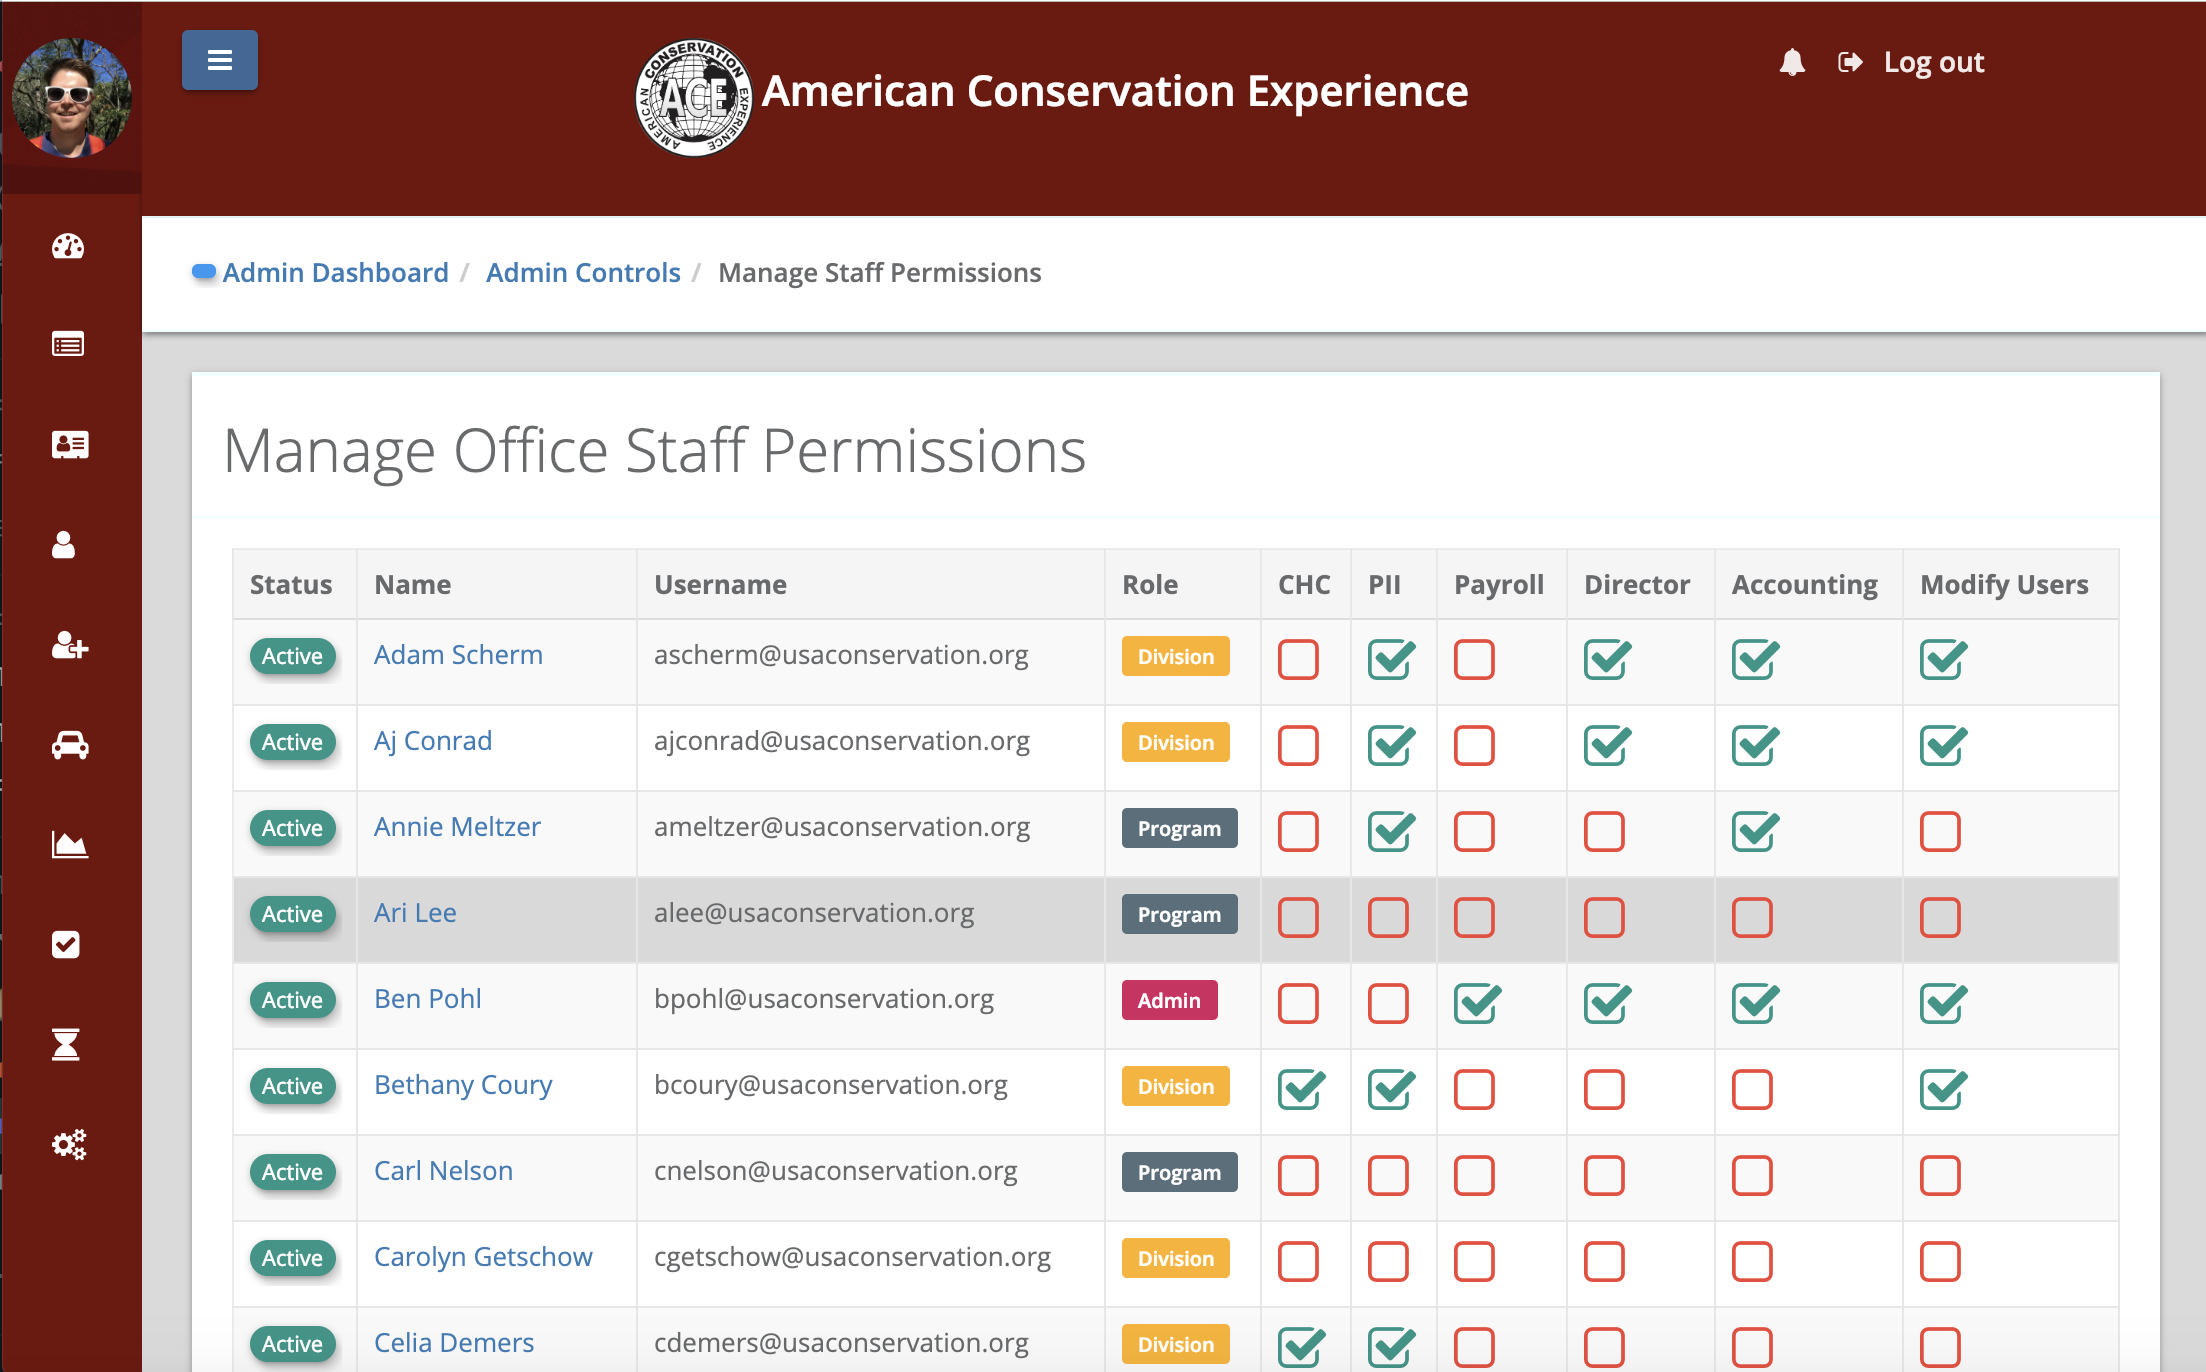 CONSERVATION
AMERICAN
ACE
EXPERIENCE
American Conservation Experience
Log out
Admin Dashboard / Admin Controls / Manage Staff Permissions
Manage Office Staff Permissions
Status Name Username Role CHC PII Payroll Director Accounting Modify Users
Active Adam Scherm ascherm@usaconservation.org Division
Active Aj Conrad ajconrad@usaconservation.org Division
Active Annie Meltzer ameltzer@usaconservation.org Program
Active Ari Lee alee@usaconservation.org Program
Active Ben Pohl bpohl@usaconservation.org Admin
Active Bethany Coury bcoury@usaconservation.org Division
Active Carl Nelson cnelson@usaconservation.org Program
Active Carolyn Getschow cgetschow@usaconservation.org Division
Active Celia Demers cdemers@usaconservation.org Division